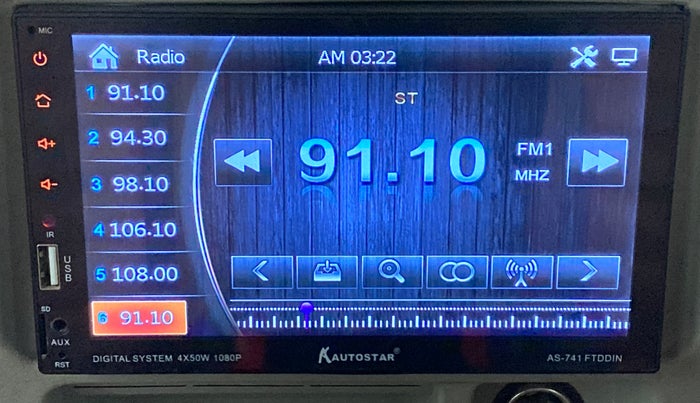 MIC
Radio
AM 03:22
1 91.10
2 94.30
3 98.10
4 106.10
5 108.00
6 91.10
ST
91.10
FM1
MHZ
IR
USB
SD
AUX
RST
DIGITAL SYSTEM 4X50W 1080P
KAUTOSTAR®
AS-741 FTDDIN